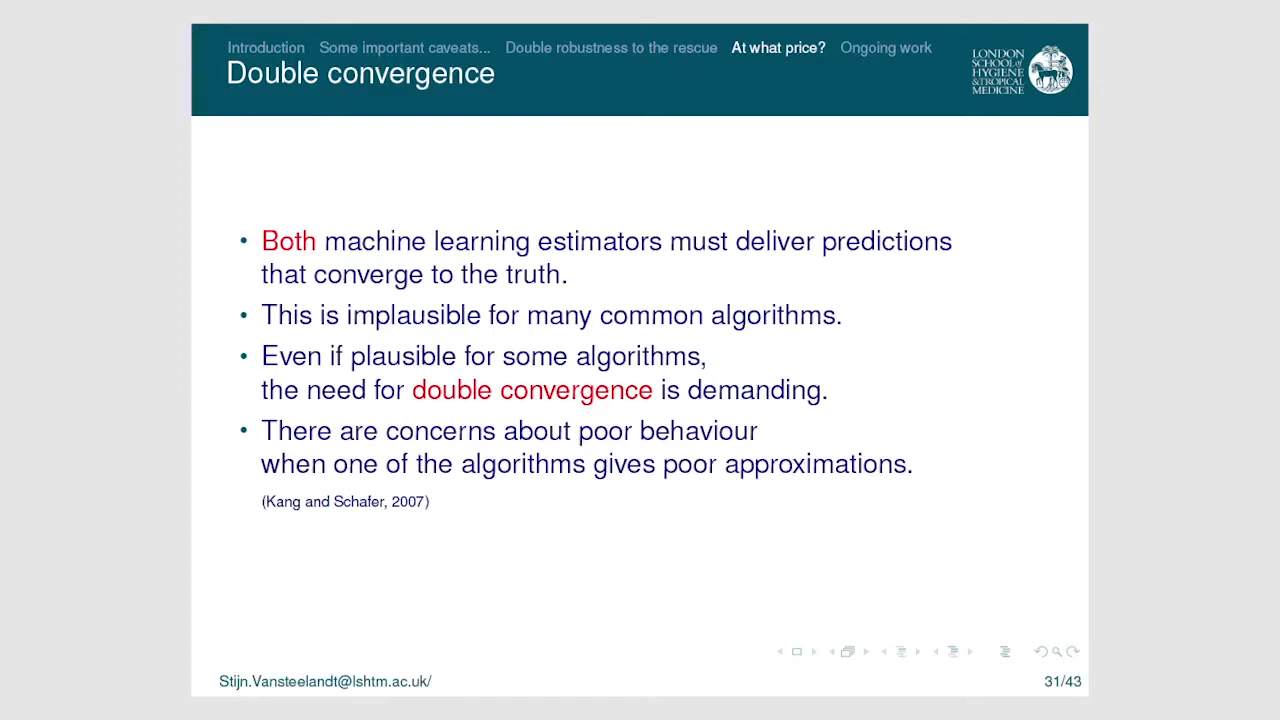 Introduction Some important caveats... Double robustness to the rescue At what price? Ongoing work
Double convergence
LONDON
SCHOOL of
HYGIENE
& TROPICAL
MEDICINE
• Both machine learning estimators must deliver predictions
that converge to the truth.
• This is implausible for many common algorithms.
• Even if plausible for some algorithms,
the need for double convergence is demanding.
• There are concerns about poor behaviour
when one of the algorithms gives poor approximations.
(Kang and Schafer, 2007)
Stijn.Vansteelandt@lshtm.ac.uk/
31/43